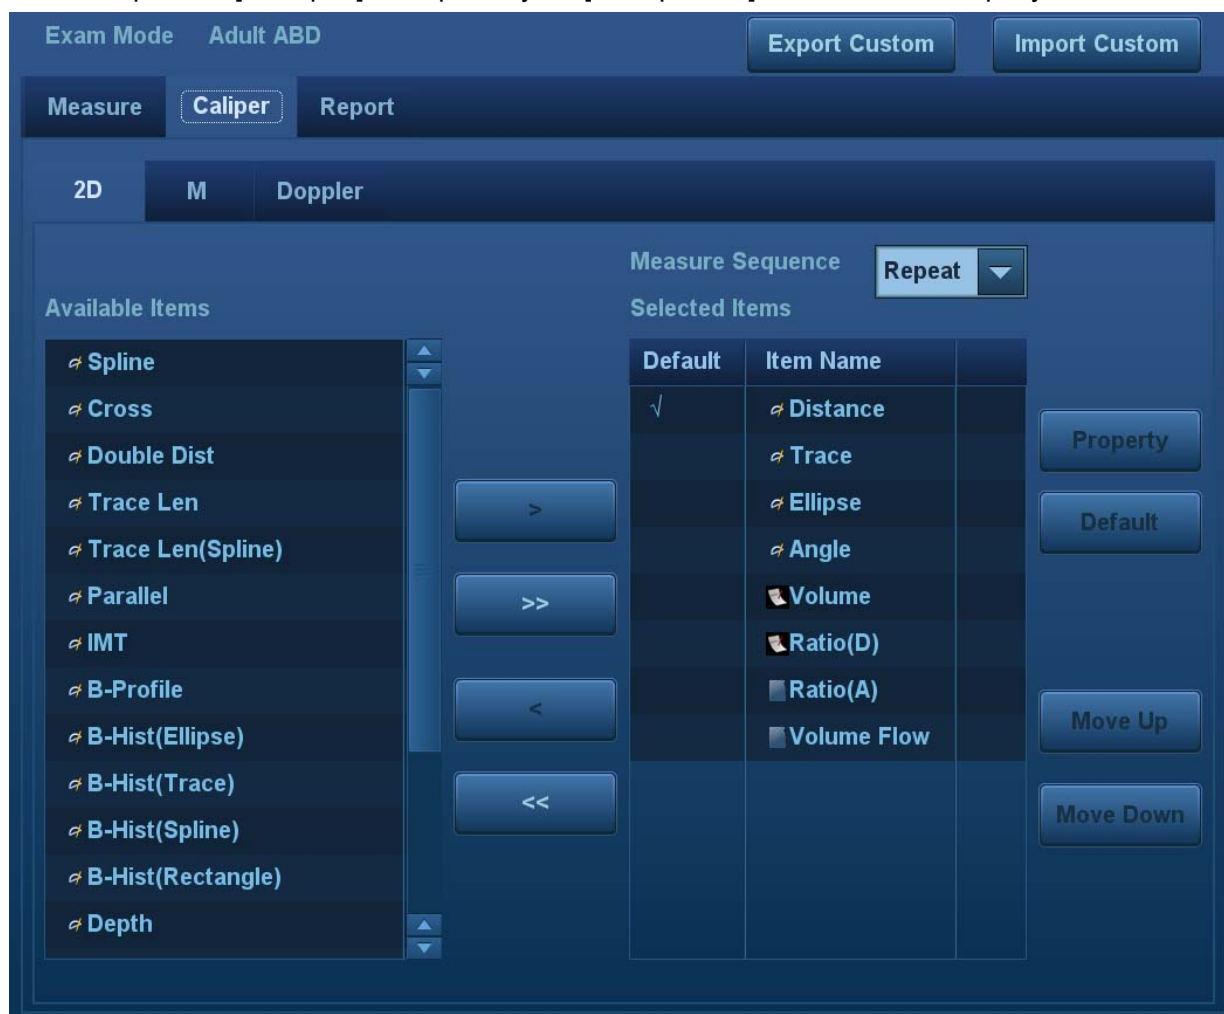 Exam Mode Adult ABD
Export Custom
Import Custom
Measure Caliper Report
2D M Doppler
Measure Sequence Repeat
Available Items
Selected Items
Spline
Cross
Double Dist
Trace Len
Trace Len(Spline)
Parallel
IMT
B-Profile
B-Hist(Ellipse)
B-Hist(Trace)
B-Hist(Spline)
B-Hist(Rectangle)
Depth
>
>>
<
<<
Default Item Name
√ Distance
Trace
Ellipse
Angle
Volume
Ratio(D)
Ratio(A)
Volume Flow
Property
Default
Move Up
Move Down